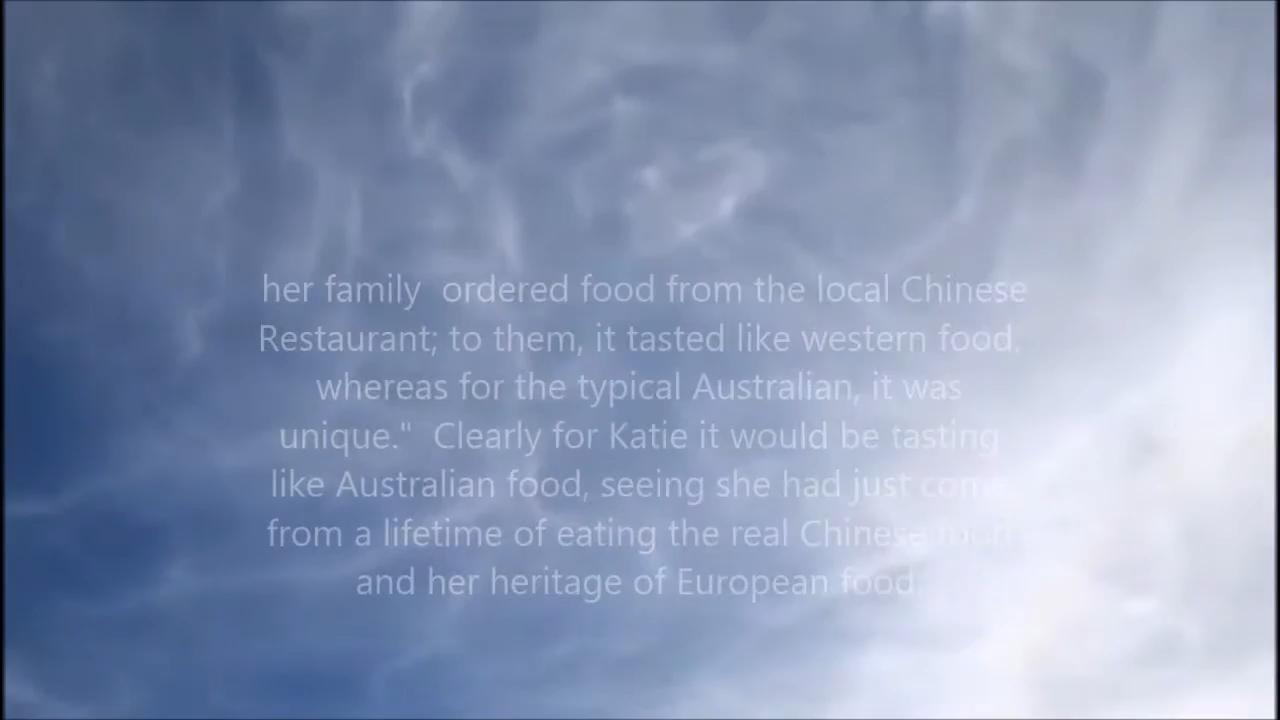 her family  ordered food from the local Chinese
Restaurant; to them, it tasted like western food,
whereas for the typical Australian, it was
unique."  Clearly for Katie it would be tasting
like Australian food, seeing she had just come
from a lifetime of eating the real Chinese food
and her heritage of European food.